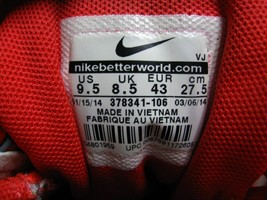 VJ
nikebetterworld.com
US UK EUR cm
9.5 8.5 43 27.5
378341-106 03/06/14
MADE IN VIETNAM
FABRIQUE AU VIETNAM
UPC